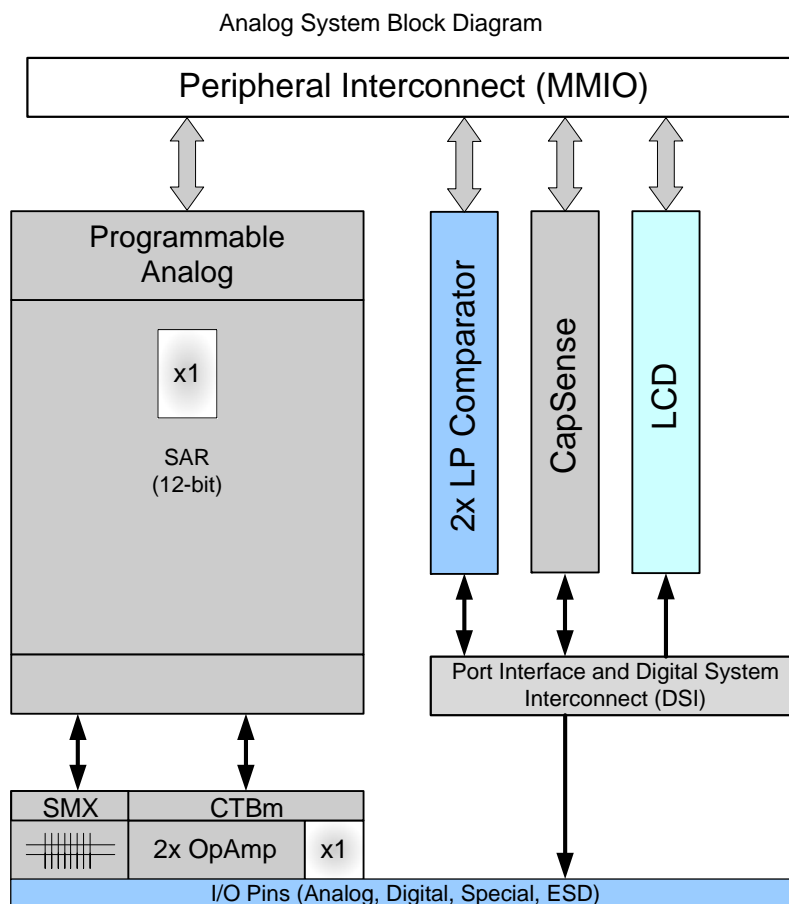 Analog System Block Diagram
Peripheral Interconnect (MMIO)
Programmable
Analog
x1
SAR
(12-bit)
2x LP Comparator
CapSense
LCD
Port Interface and Digital System
Interconnect (DSI)
SMX
CTBm
2x OpAmp
x1
I/O Pins (Analog, Digital, Special, ESD)